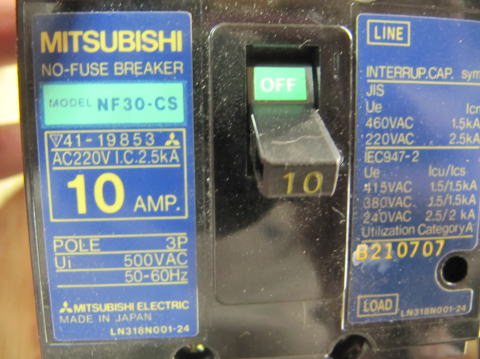 MITSUBISHI
NO-FUSE BREAKER
MODEL NF30-CS
▽41-19853
AC220V I.C.2.5kA
10 AMP.
POLE 3P
Ui 500VAC
50-60Hz
MITSUBISHI ELECTRIC
MADE IN JAPAN
LN318N001-24
OFF
10
LINE
INTERRUP.CAP. sym
JIS
Ue Icn
460VAC 1.5kA
220VAC 2.5kA
IEC947-2
Ue Icu/Ics
415VAC 1.5/1.5kA
380VAC 1.5/1.5kA
240VAC 2.5/2 kA
Utilization Category A
B210707
LOAD
LN318N001-24